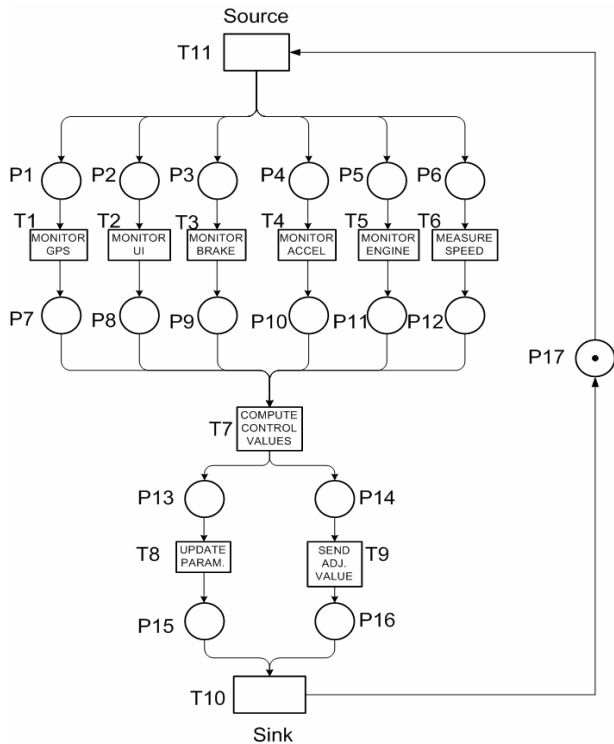 Source
T11
P1
P2
P3
P4
P5
P6
T1
T2
T3
T4
T5
T6
MONITOR
GPS
MONITOR
UI
MONITOR
BRAKE
MONITOR
ACCEL
MONITOR
ENGINE
MEASURE
SPEED
P7
P8
P9
P10
P11
P12
P17
T7
COMPUTE
CONTROL
VALUES
P13
P14
T8
UPDATE
PARAM.
SEND
ADJ.
VALUE
T9
P15
P16
T10
Sink